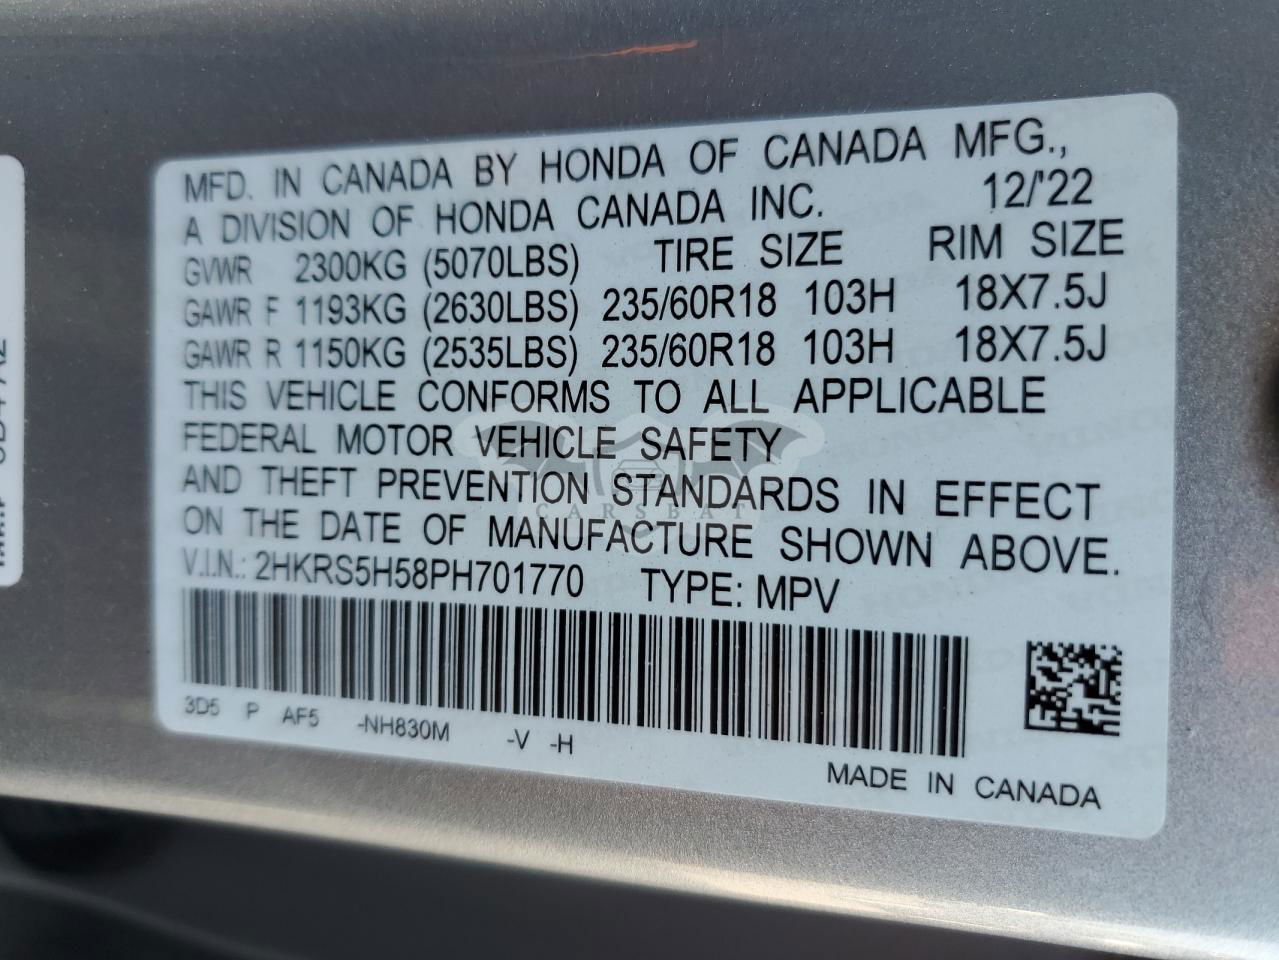 MFD. IN CANADA BY HONDA OF CANADA MFG.,
A DIVISION OF HONDA CANADA INC. 12/'22
GVWR 2300KG (5070LBS) TIRE SIZE RIM SIZE
GAWR F 1193KG (2630LBS) 235/60R18 103H 18X7.5J
GAWR R 1150KG (2535LBS) 235/60R18 103H 18X7.5J
THIS VEHICLE CONFORMS TO ALL APPLICABLE
FEDERAL MOTOR VEHICLE SAFETY
AND THEFT PREVENTION STANDARDS IN EFFECT
CARSBAT
ON THE DATE OF MANUFACTURE SHOWN ABOVE.
V.I.N.: 2HKRS5H58PH701770 TYPE: MPV
3D5 P AF5 -NH830M -V -H
MADE IN CANADA